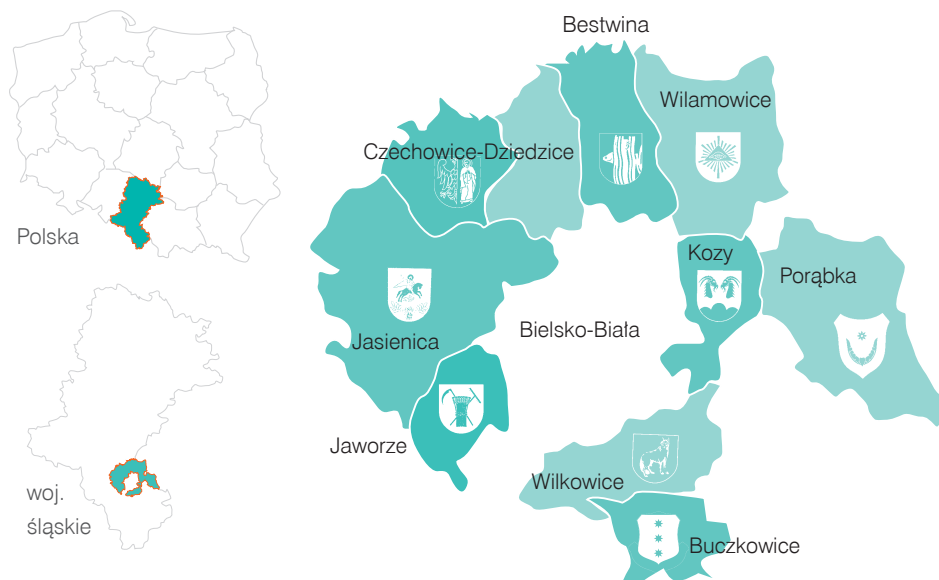 Polska
woj.
śląskie
Bestwina
Wilamowice
Czechowice-Dziedzice
Kozy
Porąbka
Bielsko-Biała
Jasienica
Jaworze
Wilkowice
Buczkowice